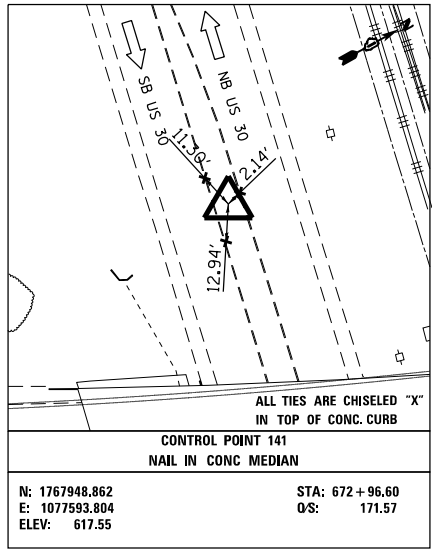 SB US 30
NB US 30
11.30'
2.14'
12.94'
ALL TIES ARE CHISELED "X"
IN TOP OF CONC. CURB
CONTROL POINT 141
NAIL IN CONC MEDIAN
N: 1767948.862
E: 1077593.804
ELEV: 617.55
STA: 672+96.60
O/S: 171.57